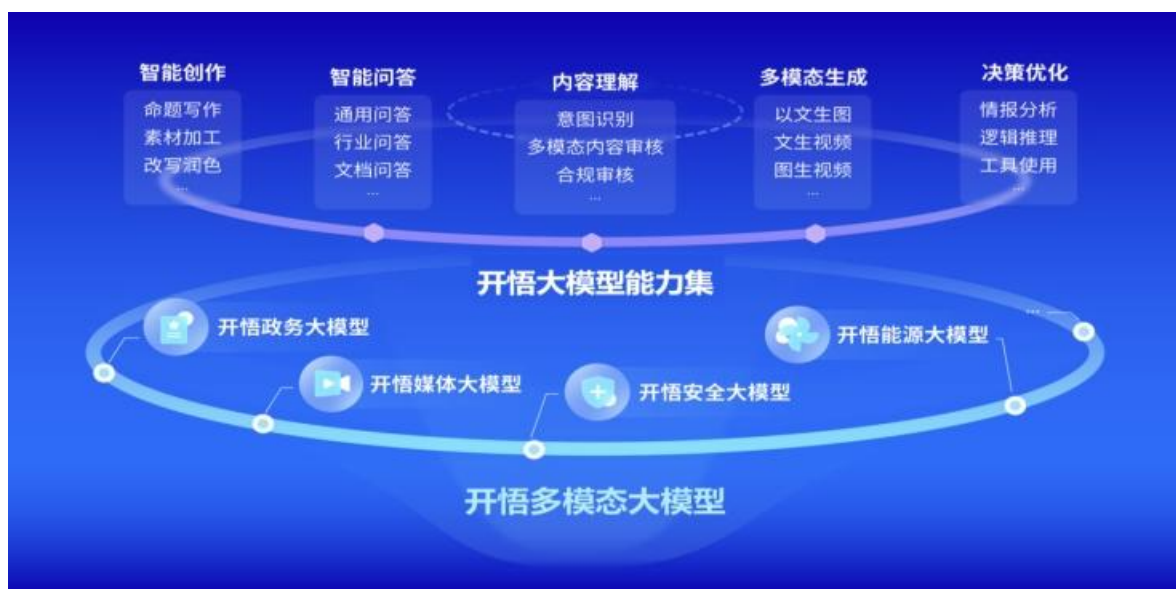 智能创作
命题写作
素材加工
改写润色
...
智能问答
通用问答
行业问答
文档问答
...
内容理解
意图识别
多模态内容审核
合规审核
...
多模态生成
以文生图
文生视频
图生视频
...
决策优化
情报分析
逻辑推理
工具使用
...
开悟大模型能力集
开悟政务大模型
开悟媒体大模型
开悟安全大模型
开悟能源大模型
...
开悟多模态大模型